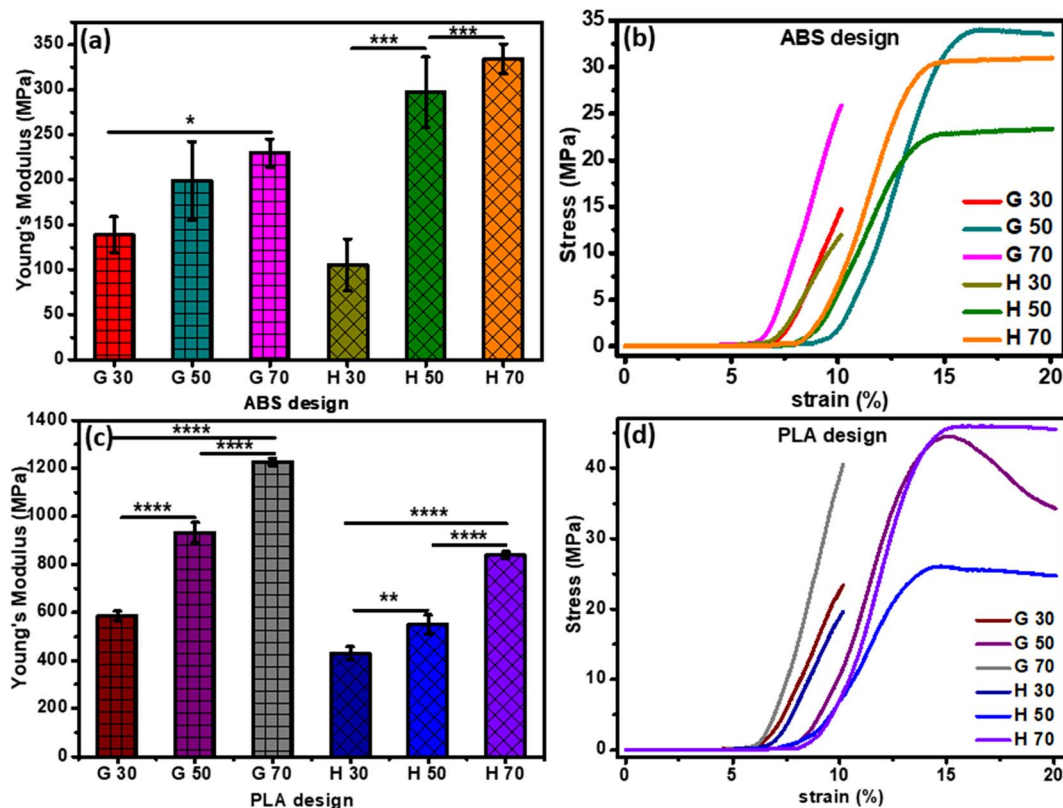 (a)
***
***
*
Young's Modulus (MPa)
350
300
250
200
150
100
50
0
G 30 G 50 G 70 H 30 H 50 H 70
ABS design
(b)
ABS design
Stress (MPa)
35
30
25
20
15
10
5
0
G 30
G 50
G 70
H 30
H 50
H 70
0 5 10 15 20
strain (%)
(c)
****
****
****
****
****
**
Young's Modulus (MPa)
1400
1200
1000
800
600
400
200
0
G 30 G 50 G 70 H 30 H 50 H 70
PLA design
(d)
PLA design
Stress (MPa)
40
30
20
10
0
G 30
G 50
G 70
H 30
H 50
H 70
0 5 10 15 20
strain (%)